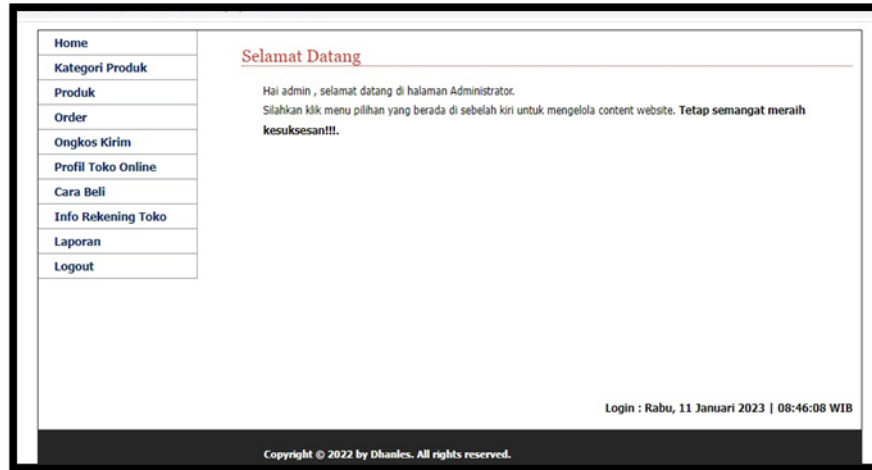 Home
Kategori Produk
Produk
Order
Ongkos Kirim
Profil Toko Online
Cara Beli
Info Rekening Toko
Laporan
Logout
Selamat Datang
Hai admin , selamat datang di halaman Administrator.
Silahkan klik menu pilihan yang berada di sebelah kiri untuk mengelola content website. Tetap semangat meraih
kesuksesan!!!.
Login : Rabu, 11 Januari 2023 | 08:46:08 WIB
Copyright © 2022 by Dhanles. All rights reserved.